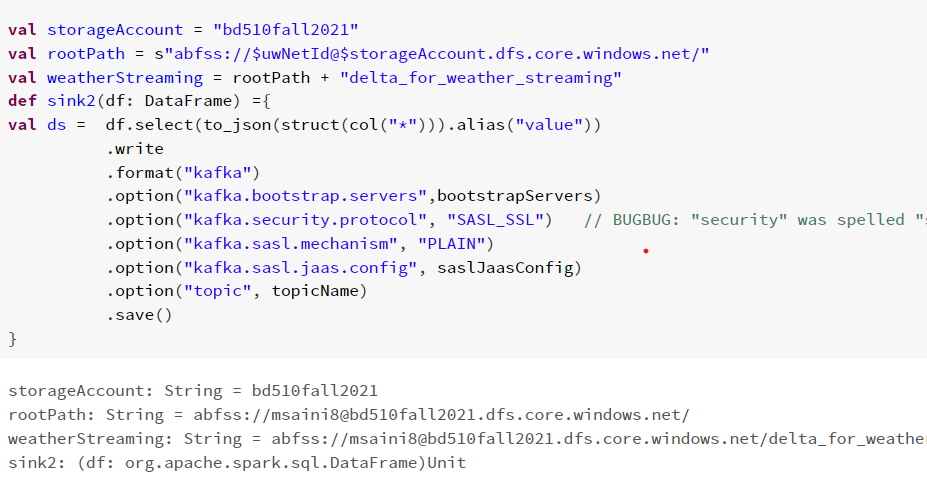 val storageAccount = "bd510fall2021"
val rootPath = s"abfss://$uwNetId@$storageAccount.dfs.core.windows.net/"
val weatherStreaming = rootPath + "delta_for_weather_streaming"
def sink2(df: DataFrame) ={
val ds =  df.select(to_json(struct(col("*"))).alias("value"))
.write
.format("kafka")
.option("kafka.bootstrap.servers",bootstrapServers)
.option("kafka.security.protocol", "SASL_SSL")   // BUGBUG: "security" was spelled "
.option("kafka.sasl.mechanism", "PLAIN")
.option("kafka.sasl.jaas.config", saslJaasConfig)
.option("topic", topicName)
.save()
}
storageAccount: String = bd510fall2021
rootPath: String = abfss://msaini8@bd510fall2021.dfs.core.windows.net/
weatherStreaming: String = abfss://msaini8@bd510fall2021.dfs.core.windows.net/delta_for_weather
sink2: (df: org.apache.spark.sql.DataFrame)Unit